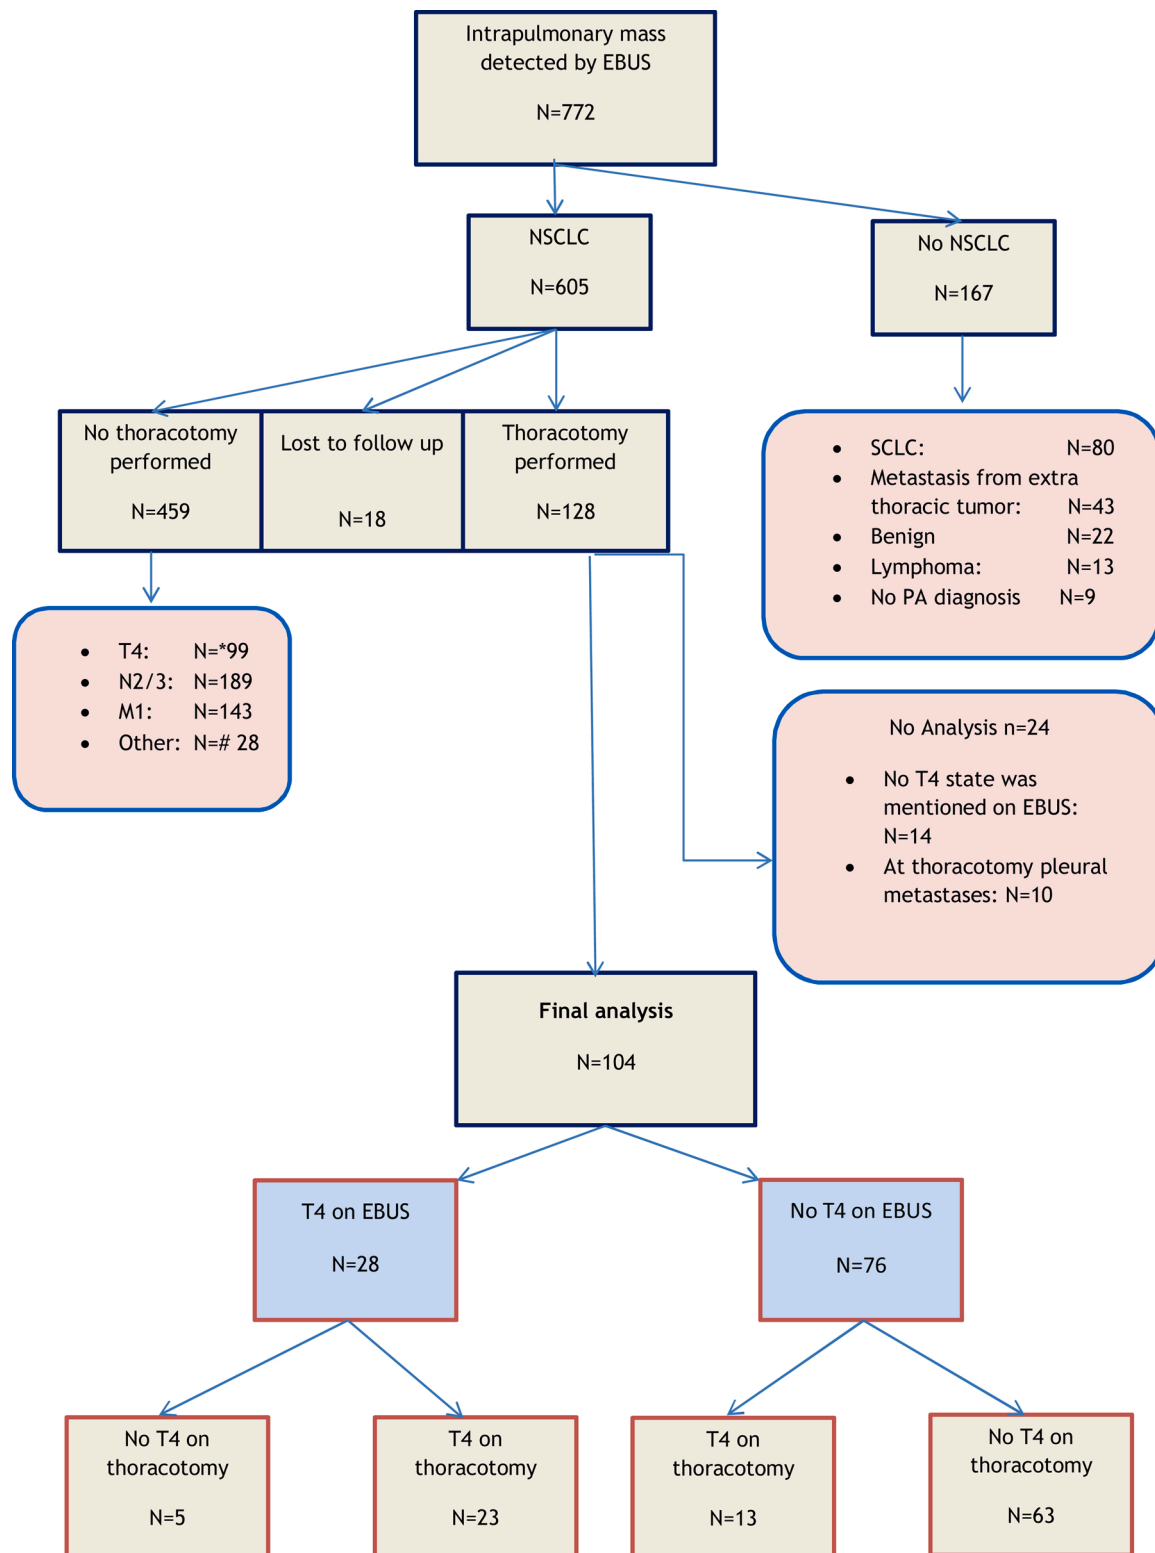 Intrapulmonary mass
detected by EBUS
N=772
NSCLC
N=605
No NSCLC
N=167
No thoracotomy
performed
N=459
Lost to follow up
N=18
Thoracotomy
performed
N=128
• SCLC: N=80
• Metastasis from extra
thoracic tumor: N=43
• Benign N=22
• Lymphoma: N=13
• No PA diagnosis N=9
• T4: N=*99
• N2/3: N=189
• M1: N=143
• Other: N=# 28
No Analysis n=24
• No T4 state was
mentioned on EBUS:
N=14
• At thoracotomy pleural
metastases: N=10
Final analysis
N=104
T4 on EBUS
N=28
No T4 on EBUS
N=76
No T4 on
thoracotomy
N=5
T4 on
thoracotomy
N=23
T4 on
thoracotomy
N=13
No T4 on
thoracotomy
N=63